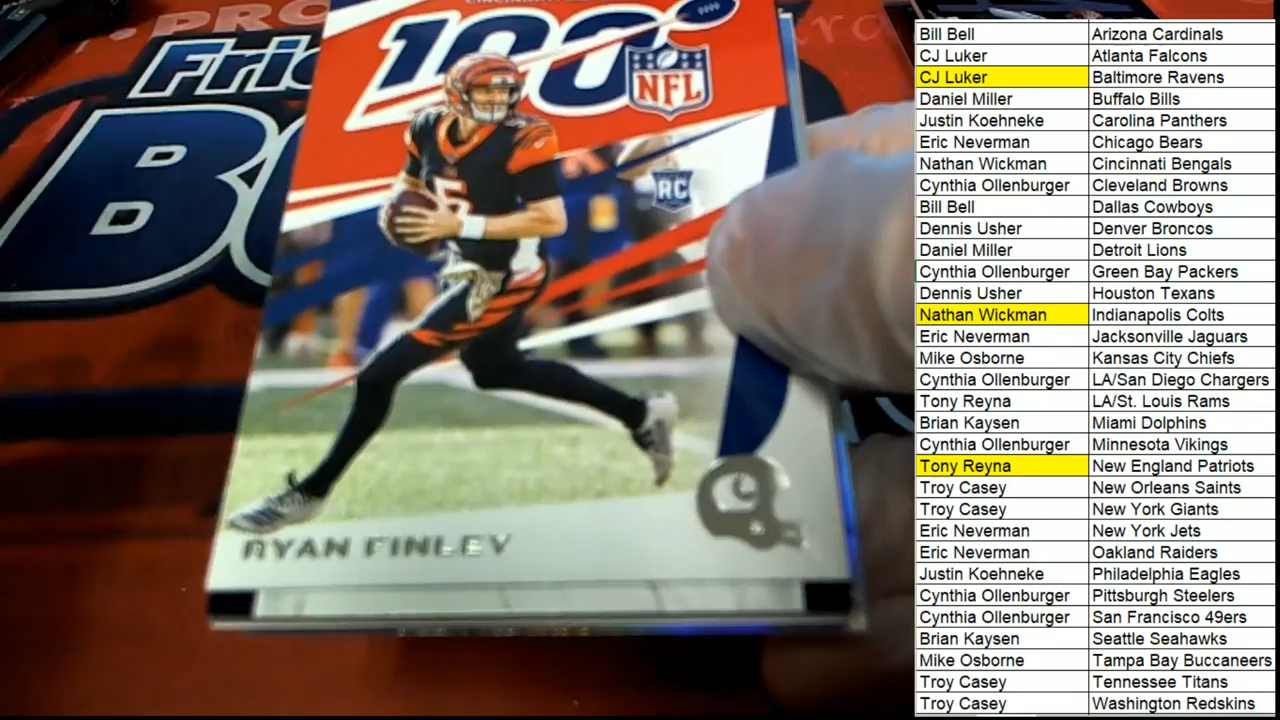 100
NFL
RC
5
C
RYAN FINLEY
PRO
Fri
B
Bill Bell Arizona Cardinals
CJ Luker Atlanta Falcons
CJ Luker Baltimore Ravens
Daniel Miller Buffalo Bills
Justin Koehneke Carolina Panthers
Eric Neverman Chicago Bears
Nathan Wickman Cincinnati Bengals
Cynthia Ollenburger Cleveland Browns
Bill Bell Dallas Cowboys
Dennis Usher Denver Broncos
Daniel Miller Detroit Lions
Cynthia Ollenburger Green Bay Packers
Dennis Usher Houston Texans
Nathan Wickman Indianapolis Colts
Eric Neverman Jacksonville Jaguars
Mike Osborne Kansas City Chiefs
Cynthia Ollenburger LA/San Diego Chargers
Tony Reyna LA/St. Louis Rams
Brian Kaysen Miami Dolphins
Cynthia Ollenburger Minnesota Vikings
Tony Reyna New England Patriots
Troy Casey New Orleans Saints
Troy Casey New York Giants
Eric Neverman New York Jets
Eric Neverman Oakland Raiders
Justin Koehneke Philadelphia Eagles
Cynthia Ollenburger Pittsburgh Steelers
Cynthia Ollenburger San Francisco 49ers
Brian Kaysen Seattle Seahawks
Mike Osborne Tampa Bay Buccaneers
Troy Casey Tennessee Titans
Troy Casey Washington Redskins